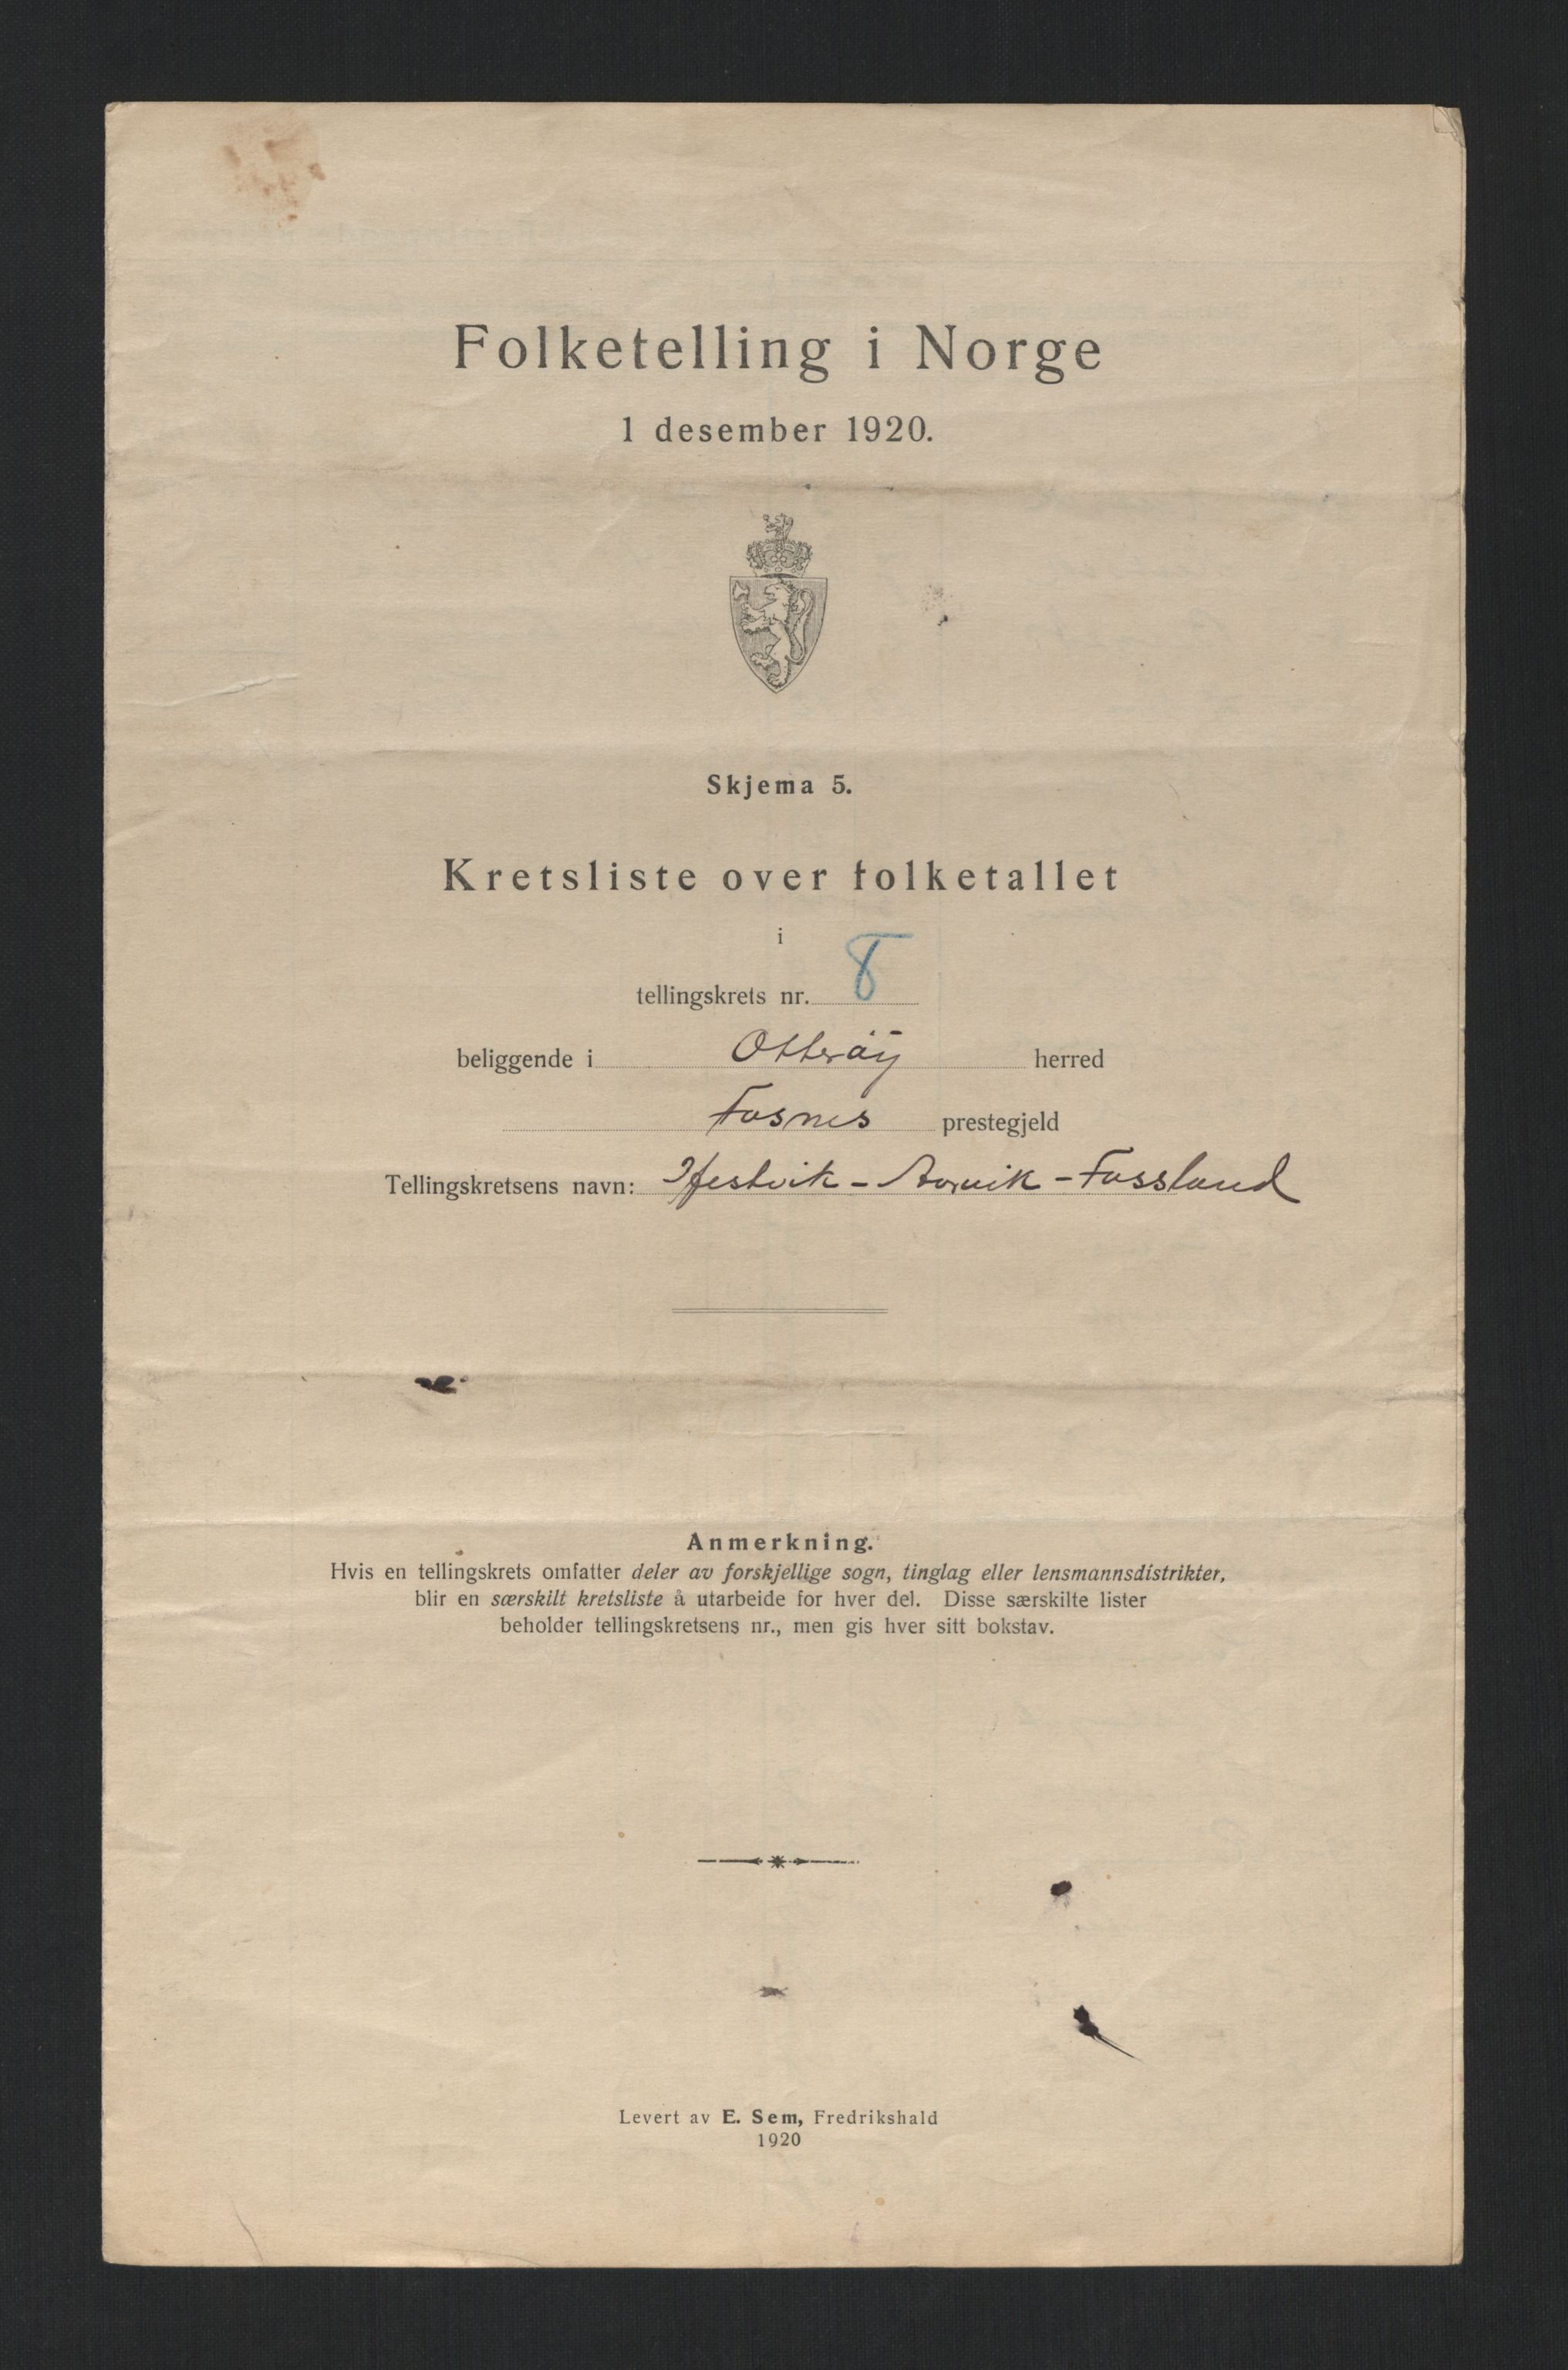 Folketelling i Norge
1 desember 1920.
Skjema 5.
Kretsliste over folketallet
i
tellingskrets nr. 8
beliggende i Otterøy herred
Fosnes prestegjeld
Tellingskretsens navn: - - Fossland
Anmerkning.
Hvis en tellingskrets omfatter deler av forskjellige sogn, tinglag eller lensmannsdistrikter,
blir en særskilt kretsliste å utarbeide for hver del. Disse særskilte lister
beholder tellingskretsens nr., men gis hver sitt bokstav.
Levert av E. Sem, Fredrikshald
1920